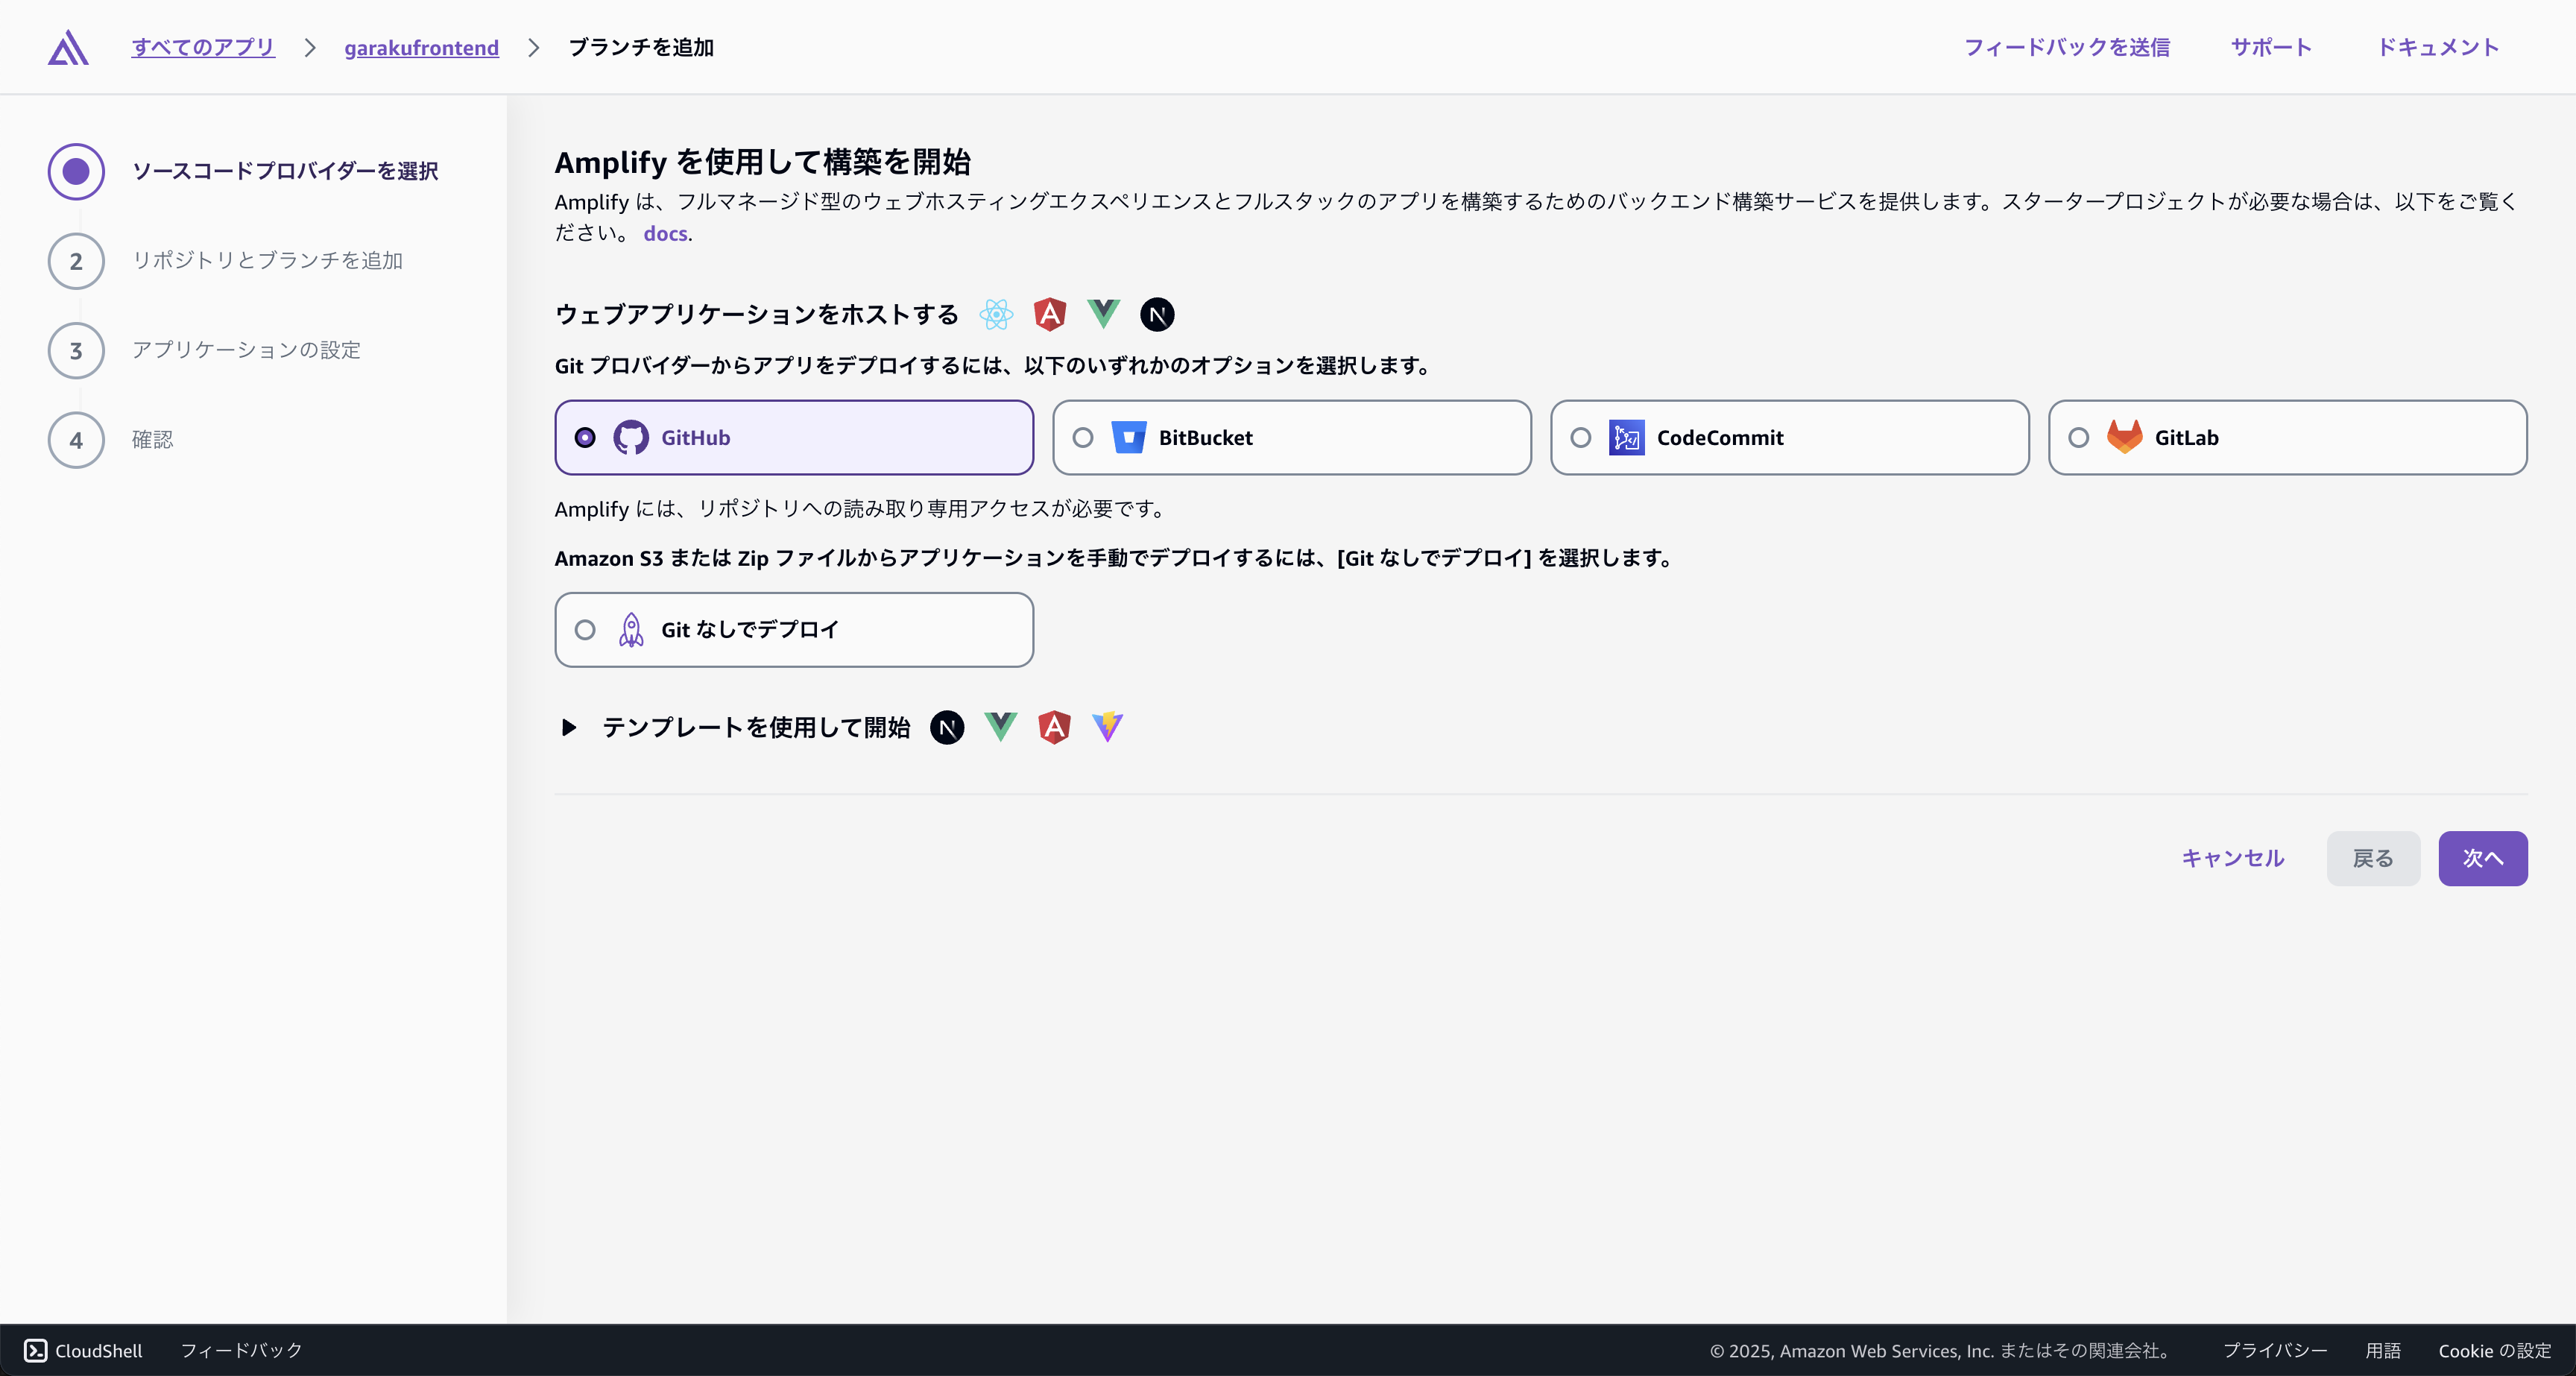 すべてのアプリ > garakufrontend > ブランチを追加
フィードバックを送信 サポート ドキュメント
ソースコードプロバイダーを選択
2 リポジトリとブランチを追加
3 アプリケーションの設定
4 確認
Amplify を使用して構築を開始
Amplify は、フルマネージド型のウェブホスティングエクスペリエンスとフルスタックのアプリを構築するためのバックエンド構築サービスを提供します。スタータープロジェクトが必要な場合は、以下をご覧く
ださい。 docs.
ウェブアプリケーションをホストする
Git プロバイダーからアプリをデプロイするには、以下のいずれかのオプションを選択します。
GitHub BitBucket CodeCommit GitLab
Amplify には、リポジトリへの読み取り専用アクセスが必要です。
Amazon S3 または Zip ファイルからアプリケーションを手動でデプロイするには、[Git なしでデプロイ] を選択します。
Git なしでデプロイ
テンプレートを使用して開始
キャンセル 戻る 次へ
CloudShell フィードバック © 2025, Amazon Web Services, Inc. またはその関連会社。 プライバシー 用語 Cookie の設定